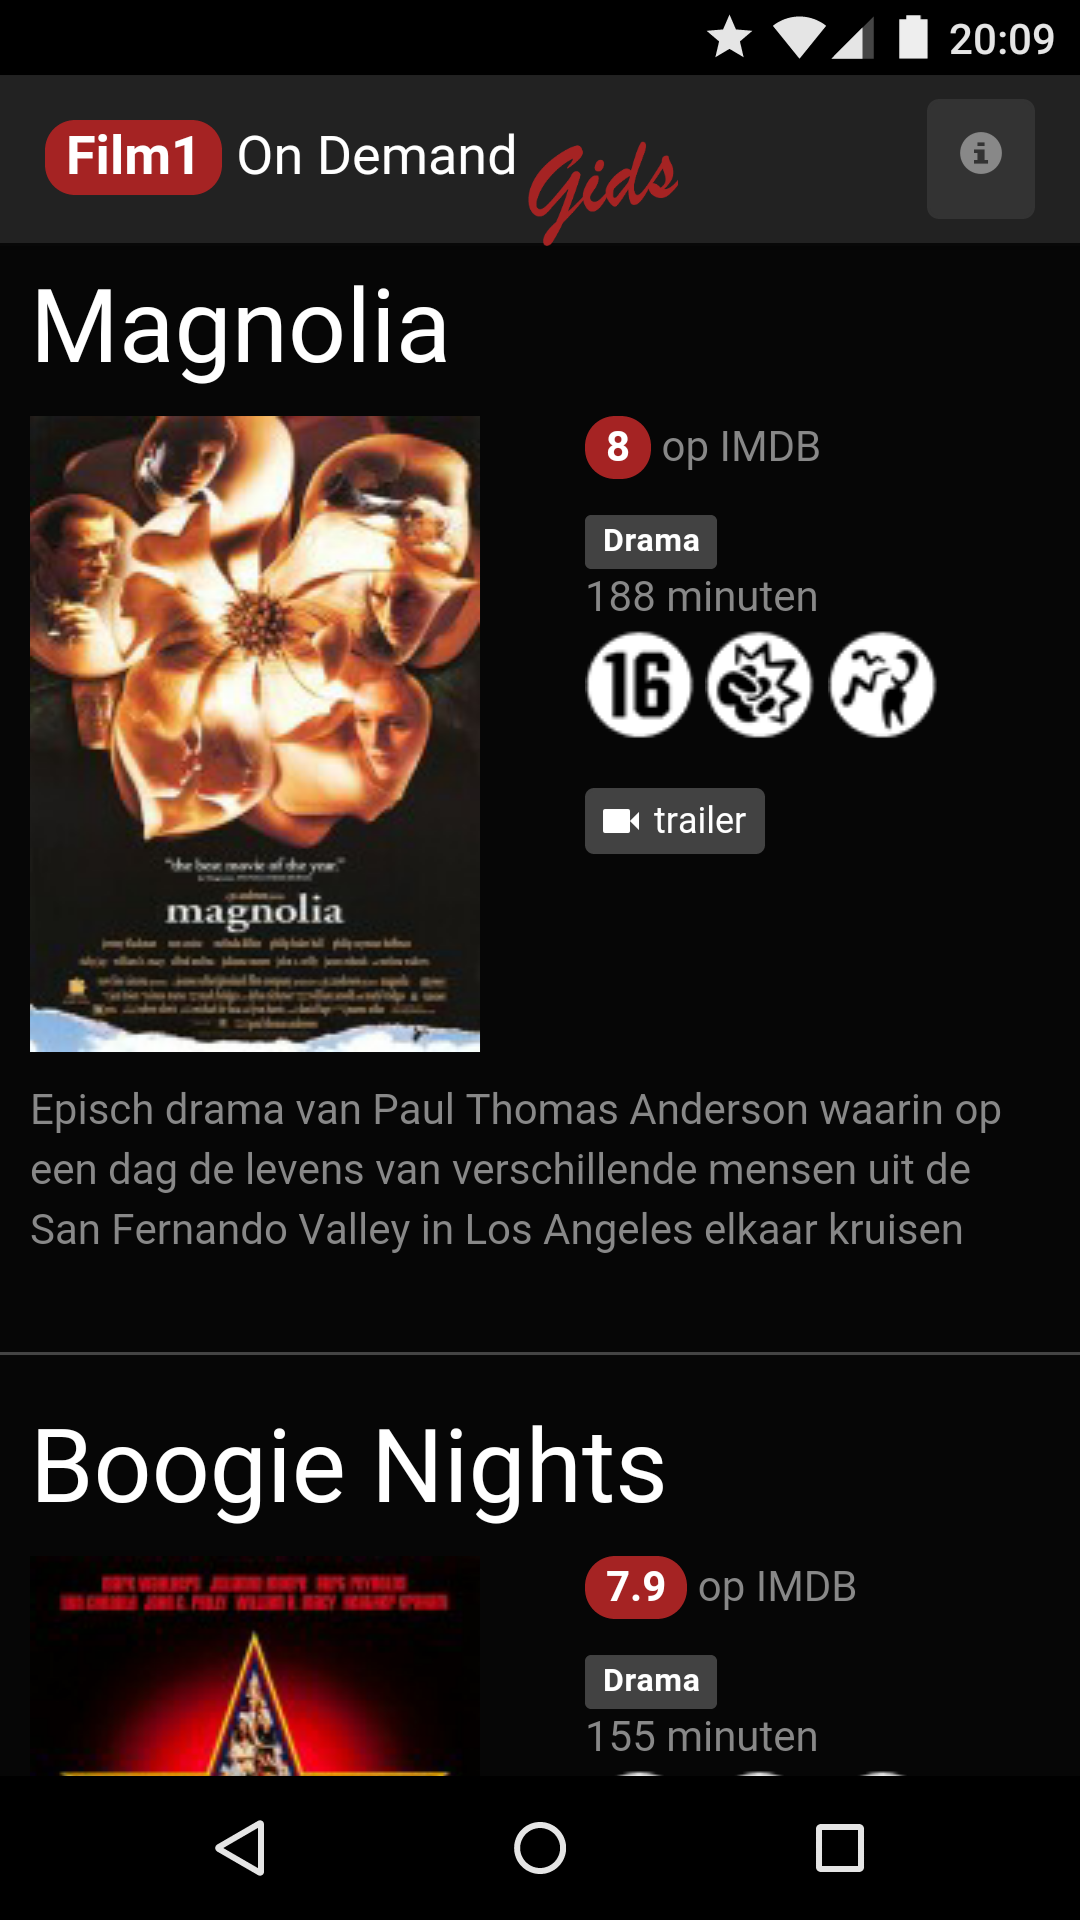 20:09
Film1 On Demand Gids
Magnolia
8 op IMDB
Drama
188 minuten
16
trailer
"the best movie of the year."
magnolia
Episch drama van Paul Thomas Anderson waarin op
een dag de levens van verschillende mensen uit de
San Fernando Valley in Los Angeles elkaar kruisen
Boogie Nights
7.9 op IMDB
Drama
155 minuten